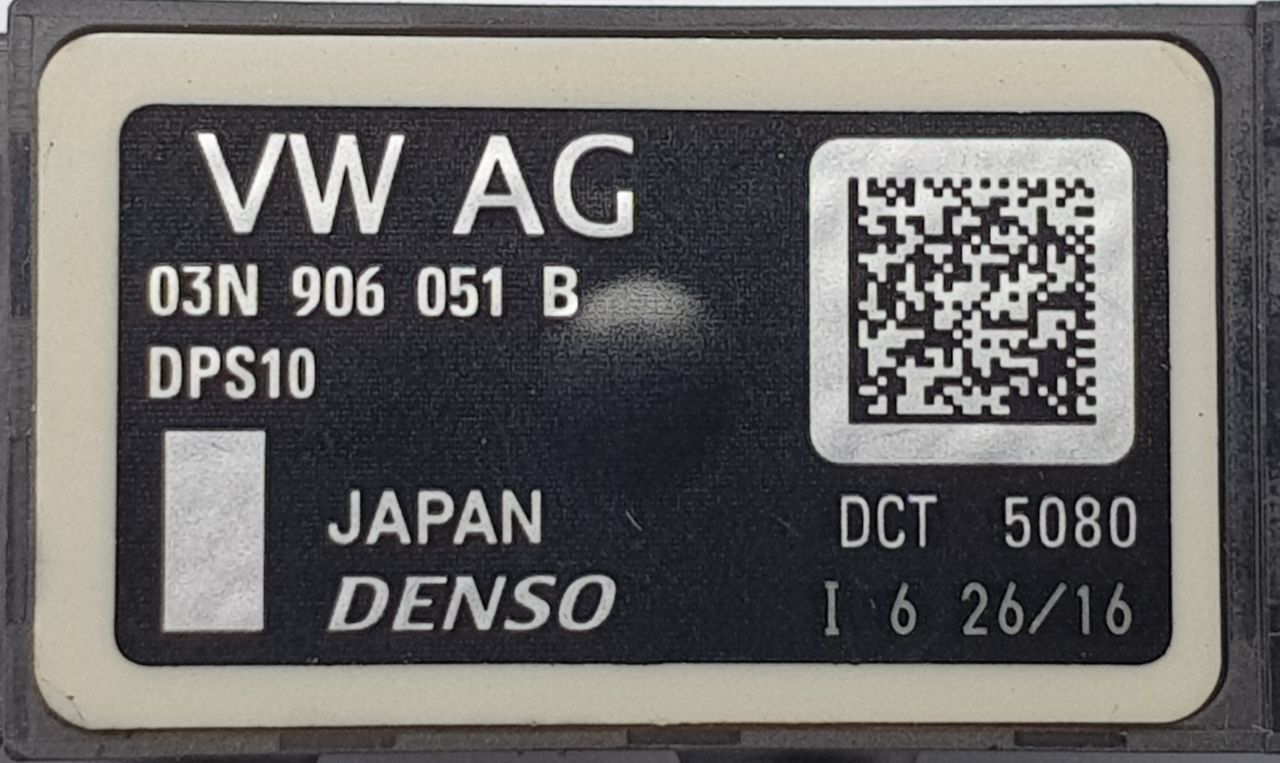 VW AG
03N 906 051 B
DPS10
JAPAN
DENSO
DCT 5080
I 6 26/16